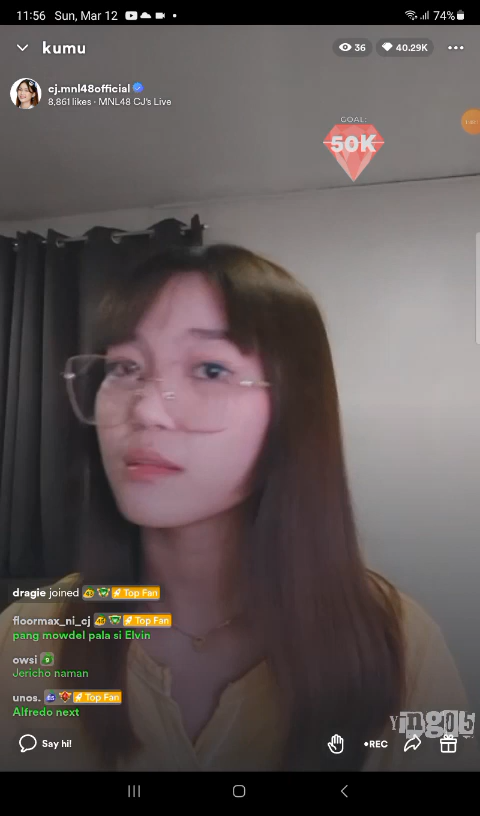 11:56 Sun, Mar 12 74%
kumu 36 40.29K
cj.mnl48official
8,861 likes · MNL48 CJ's Live
GOAL:
50K
dragie joined Top Fan
floormax_ni_cj Top Fan
pang mowdel pala si Elvin
owsi 9
Jericho naman
unos. Top Fan
Alfredo next
Say hi! •REC